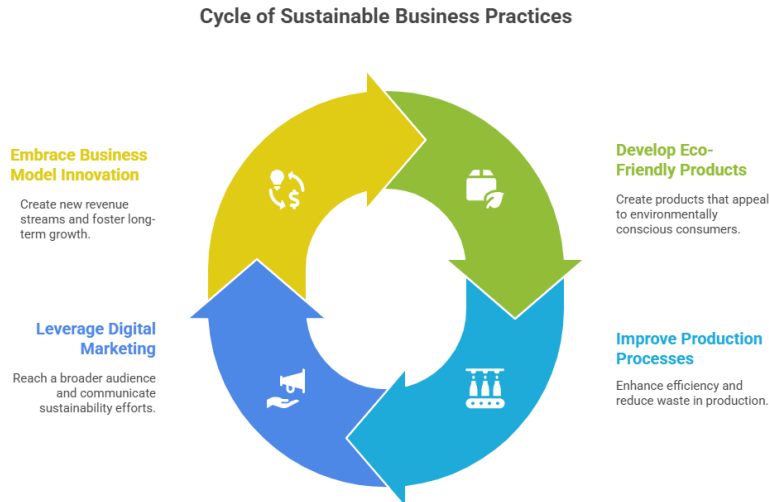 Cycle of Sustainable Business Practices
Embrace Business
Model Innovation
Create new revenue
streams and foster long-
term growth.
Develop Eco-
Friendly Products
Create products that appeal
to environmentally
conscious consumers.
Leverage Digital
Marketing
Reach a broader audience
and communicate
sustainability efforts.
Improve Production
Processes
Enhance efficiency and
reduce waste in production.
$